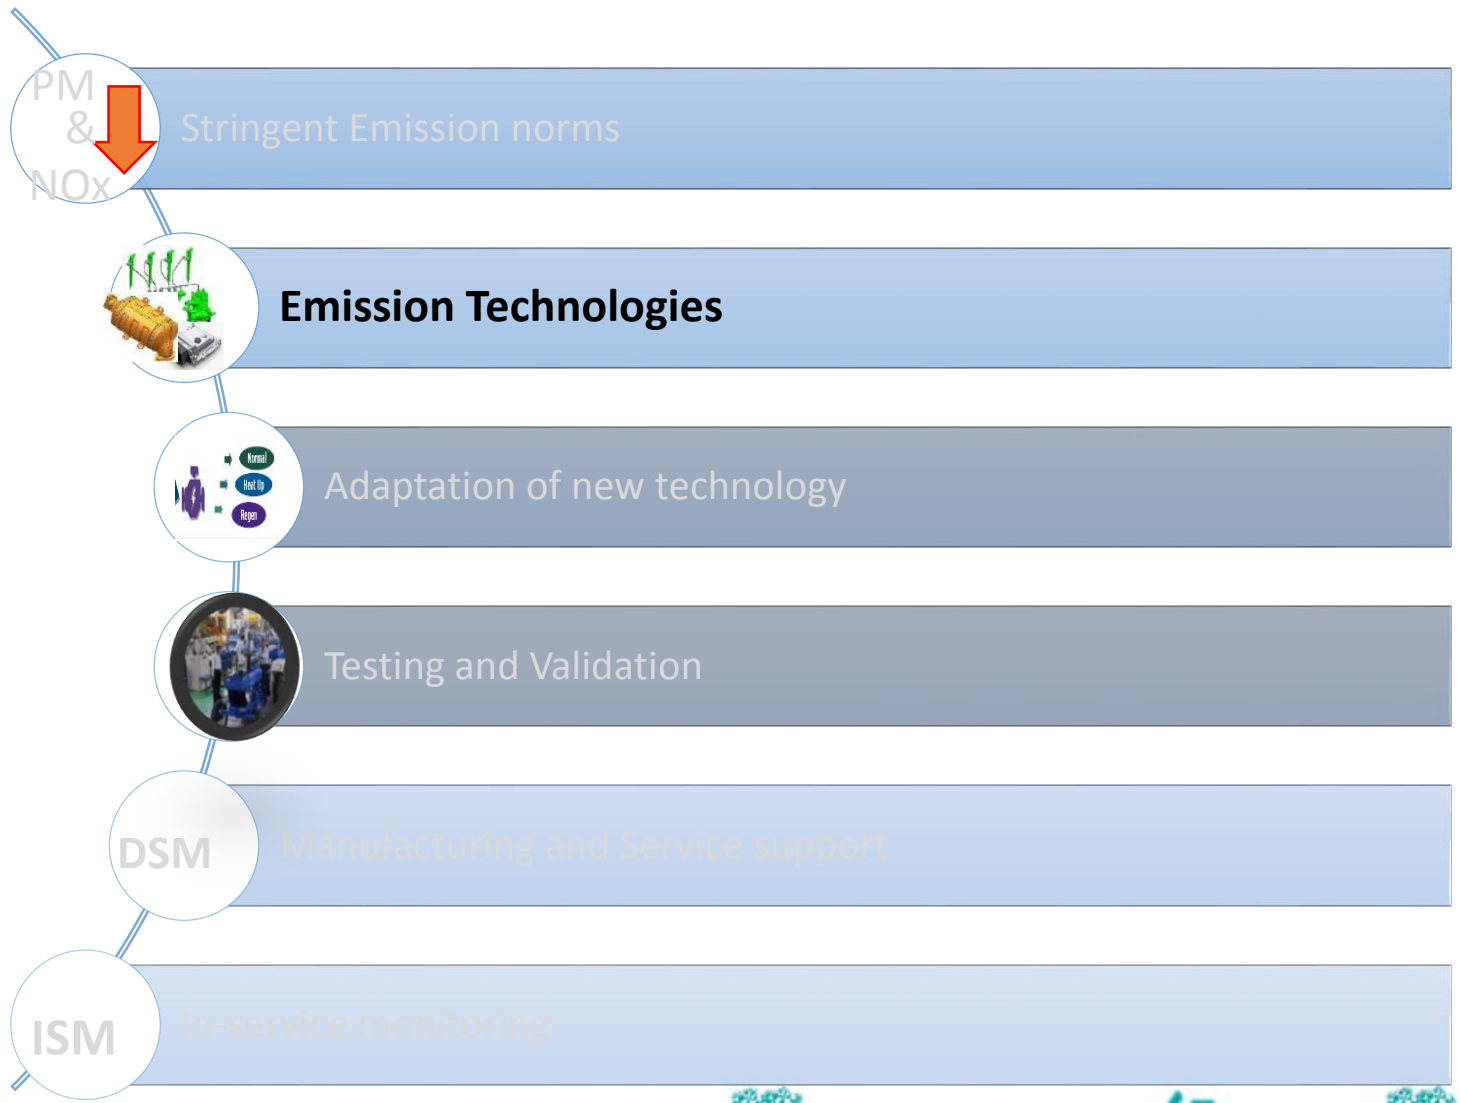 PM
&
NOx
Stringent Emission norms
Emission Technologies
Normal
Heat Up
Regen
Adaptation of new technology
Testing and Validation
DSM
Manufacturing and Service support
ISM
In-service monitoring